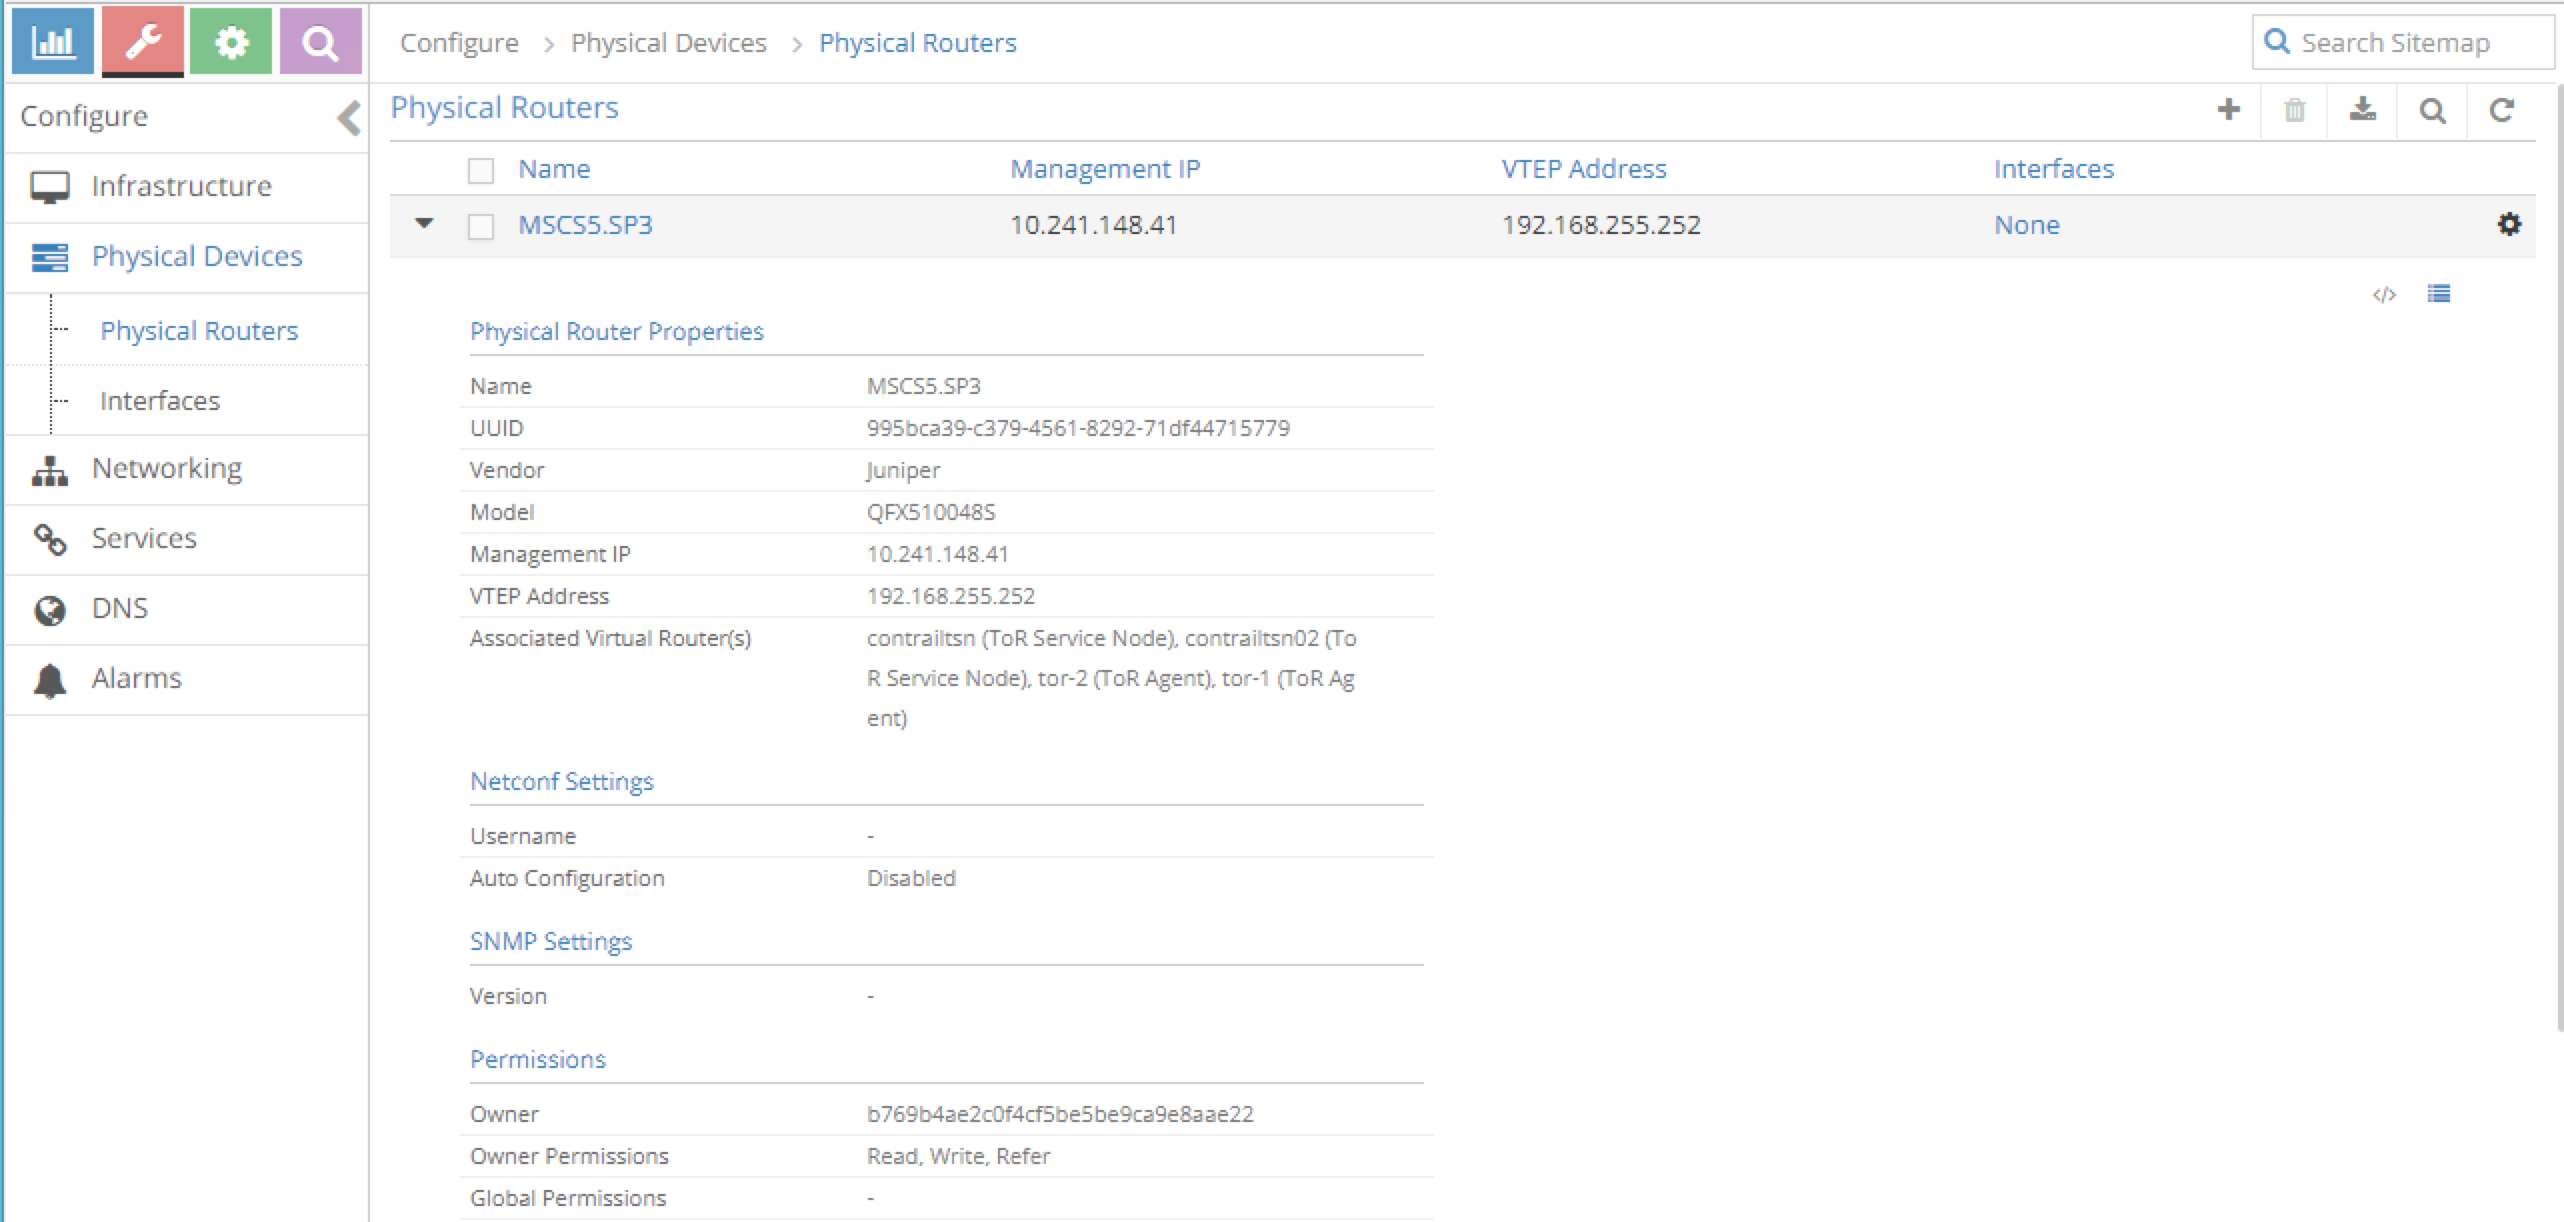 Configure > Physical Devices > Physical Routers
Search Sitemap
Configure
Infrastructure
Physical Devices
Physical Routers
Interfaces
Networking
Services
DNS
Alarms
Physical Routers
Name Management IP VTEP Address Interfaces
MSCS5.SP3 10.241.148.41 192.168.255.252 None
</>
Physical Router Properties
Name MSCS5.SP3
UUID 995bca39-c379-4561-8292-71df44715779
Vendor Juniper
Model QFX510048S
Management IP 10.241.148.41
VTEP Address 192.168.255.252
Associated Virtual Router(s) contrailtsn (ToR Service Node), contrailtsn02 (To
R Service Node), tor-2 (ToR Agent), tor-1 (ToR Ag
ent)
Netconf Settings
Username -
Auto Configuration Disabled
SNMP Settings
Version -
Permissions
Owner b769b4ae2c0f4cf5be5be9ca9e8aae22
Owner Permissions Read, Write, Refer
Global Permissions -